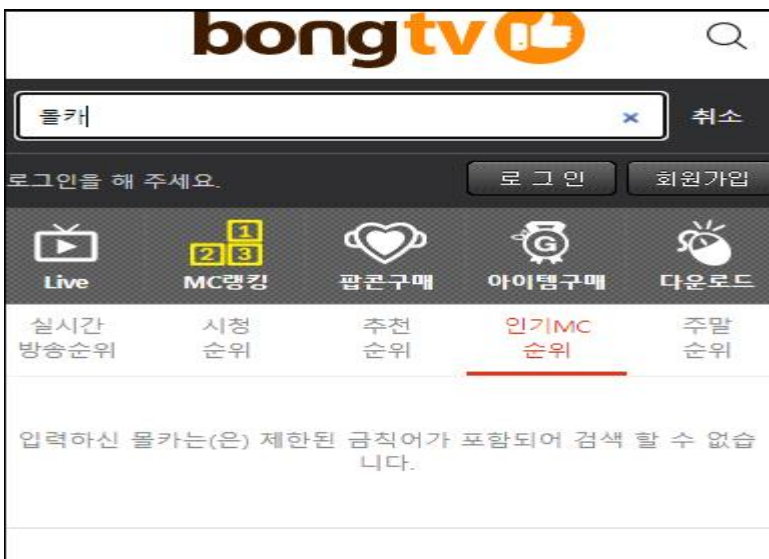 bongtv
몰카
취소
로그인을 해 주세요.
로그인
회원가입
1
2 3
G
Live
MC랭킹
팝콘구매
아이템구매
다운로드
실시간
방송순위
시청
순위
추천
순위
인기MC
순위
주말
순위
입력하신 몰카는(은) 제한된 금칙어가 포함되어 검색 할 수 없습
니다.